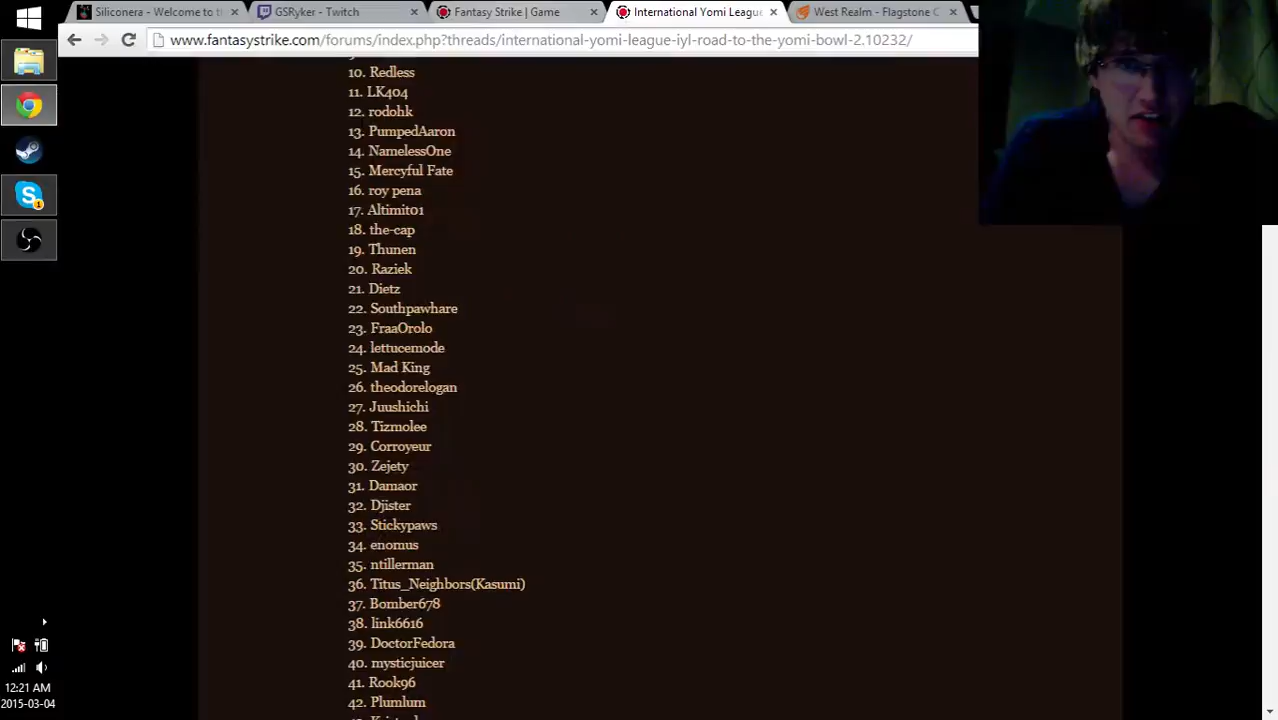 Siliconera - Welcome to th
GSRyker - Twitch
Fantasy Strike | Game
International Yomi Leagu
West Realm - Flagstone C
www.fantasystrike.com/forums/index.php?threads/international-yomi-league-iyl-road-to-the-yomi-bowl-2.10232/
10. Redless
11. LK404
12. rodohk
13. PumpedAaron
14. NamelessOne
15. Mercyful Fate
16. roy pena
17. Altimit01
18. the-cap
19. Thunen
20. Raziek
21. Dietz
22. Southpawhare
23. FraaOrolo
24. lettucemode
25. Mad King
26. theodorelogan
27. Juushichi
28. Tizmolee
29. Corroyeur
30. Zejety
31. Damaor
32. Djister
33. Stickypaws
34. enomus
35. ntillerman
36. Titus_Neighbors(Kasumi)
37. Bomber678
38. link6616
39. DoctorFedora
40. mysticjuicer
41. Rook96
42. Plumlum
12:21 AM
2015-03-04